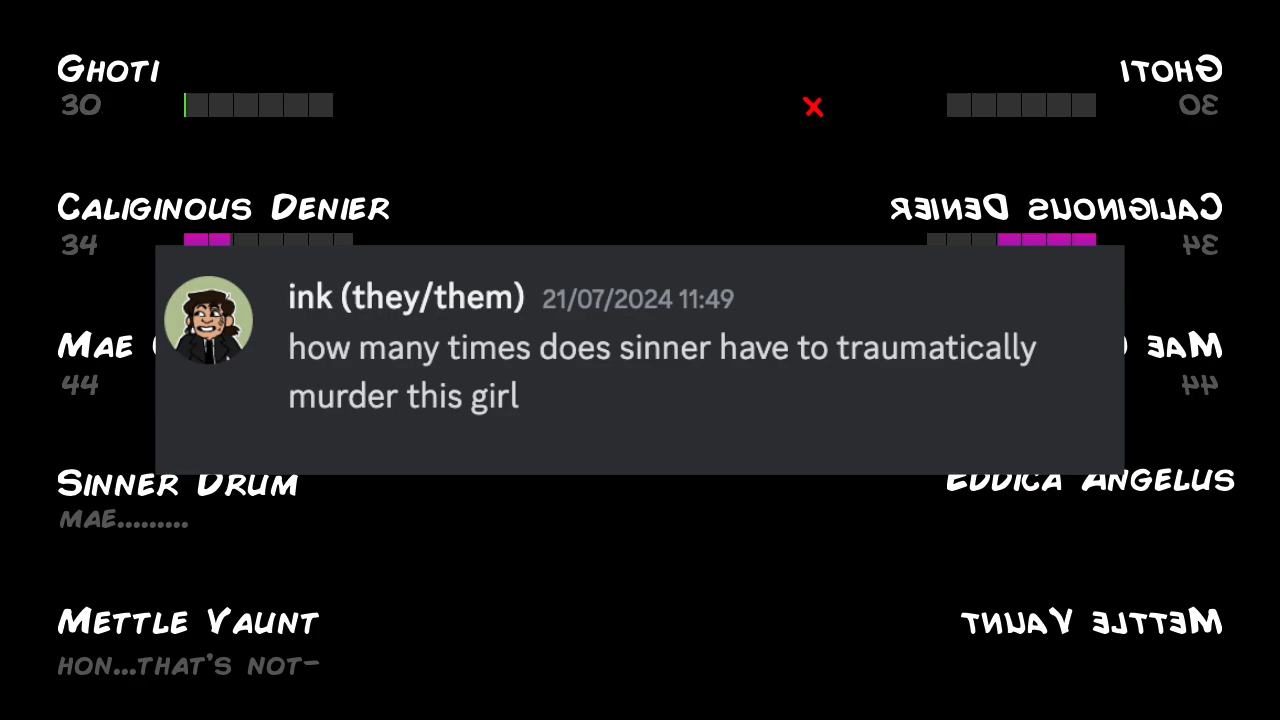 Ghoti
Ghoti
30
30
Caliginous Denier
Caliginous Denier
34
34
ink (they/them) 21/07/2024 11:49
how many times does sinner have to traumatically
murder this girl
Mae
Mae
44
44
Sinner Drum
Eddica Angelus
Mae.........
Mettle Vaunt
Mettle Vaunt
Hon...that's not-